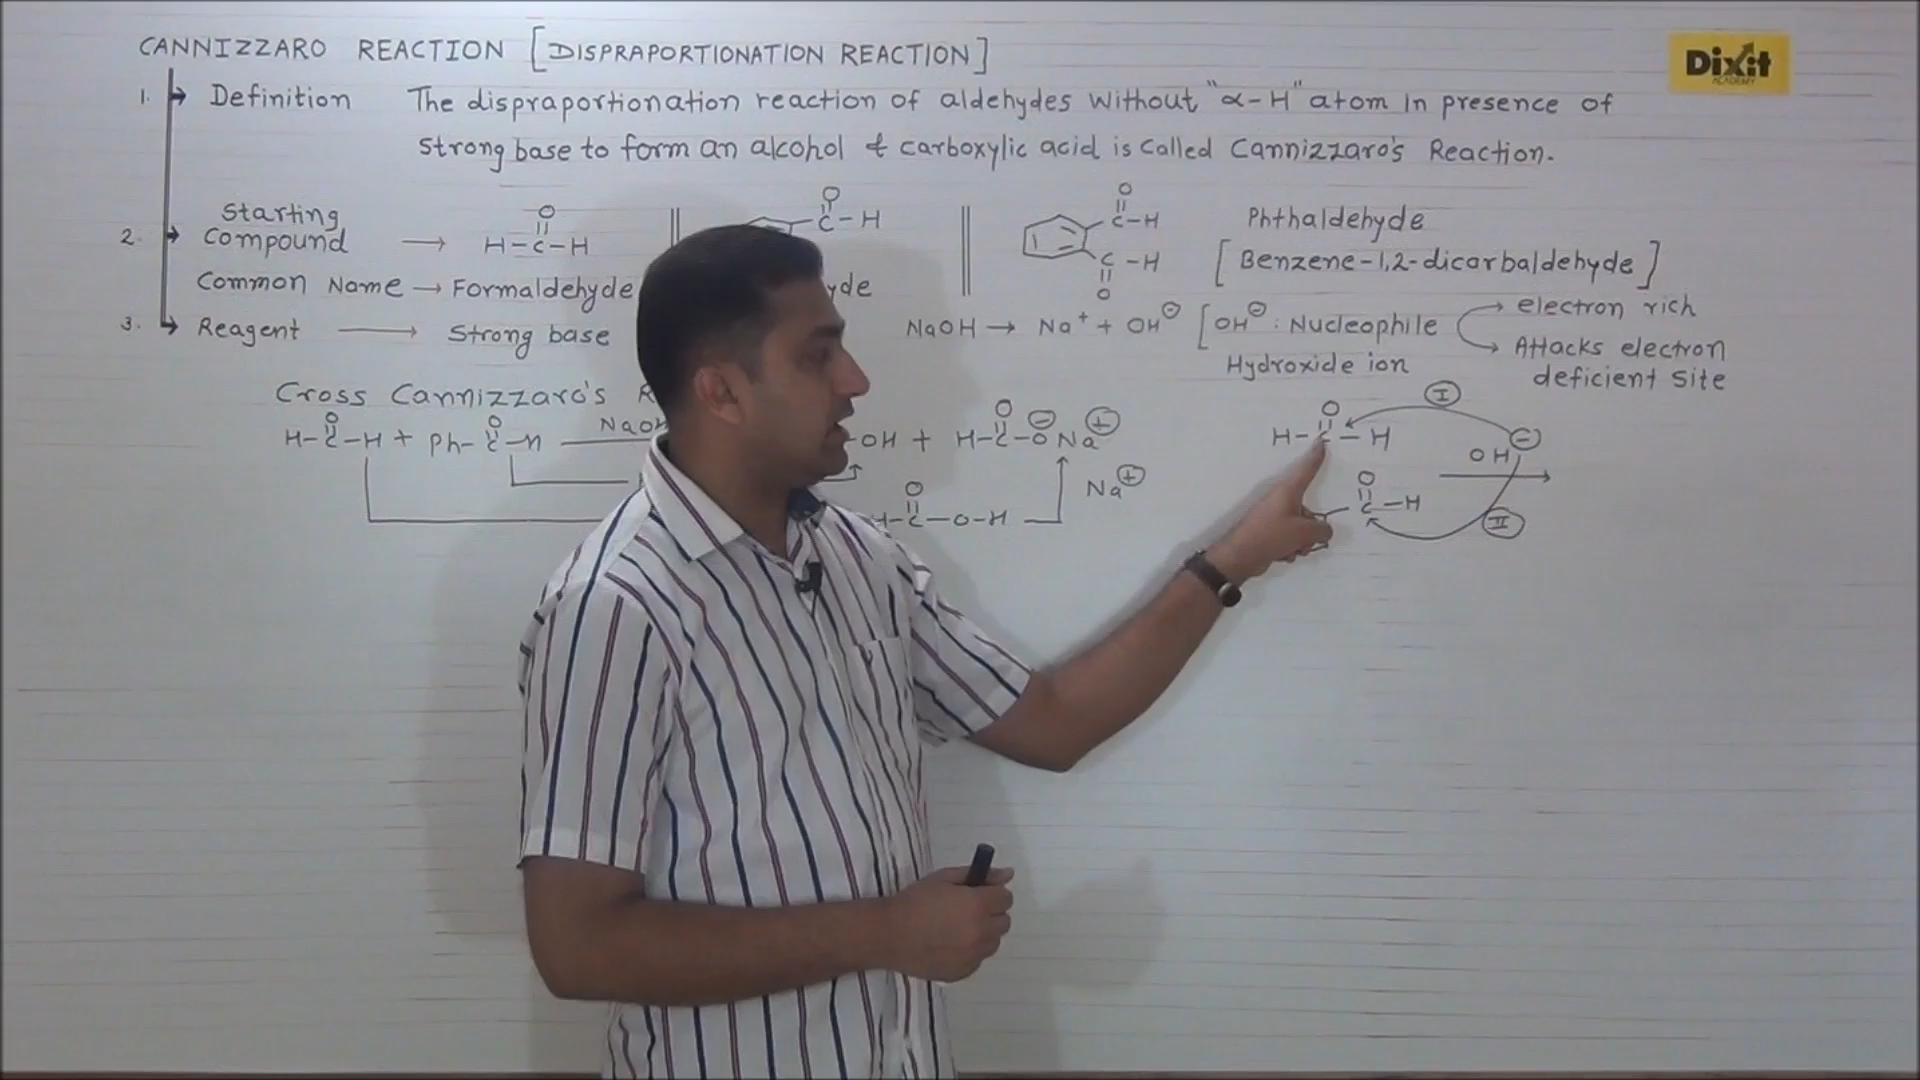 CANNIZZARO REACTION [DISPRAPORTIONATION REACTION]
Dixit
ACADEMY
1. Definition The dispraportionation reaction of aldehydes without "α-H" atom in presence of
strong base to form an alcohol & carboxylic acid is called Cannizzaro's Reaction.
2. Starting Compound → H-C-H
O
C-H
O
C-H
O
C-H
O
Phthaldehyde
[Benzene-1,2-dicarbaldehyde]
Common Name → Formaldehyde yde
3. Reagent → Strong base NaOH → Na⁺ + OH⊖ [OH⊖ : Nucleophile
Hydroxide ion
electron rich
Attacks electron
deficient site
Cross Cannizzaro's R
H-C-H + Ph-C-H NaOH
O O
-OH + H-C-O⊖ Na⊕
O
Na⊕
H-C-O-H
O
H-C-H
O
I
OH⊖
C-H
O
II